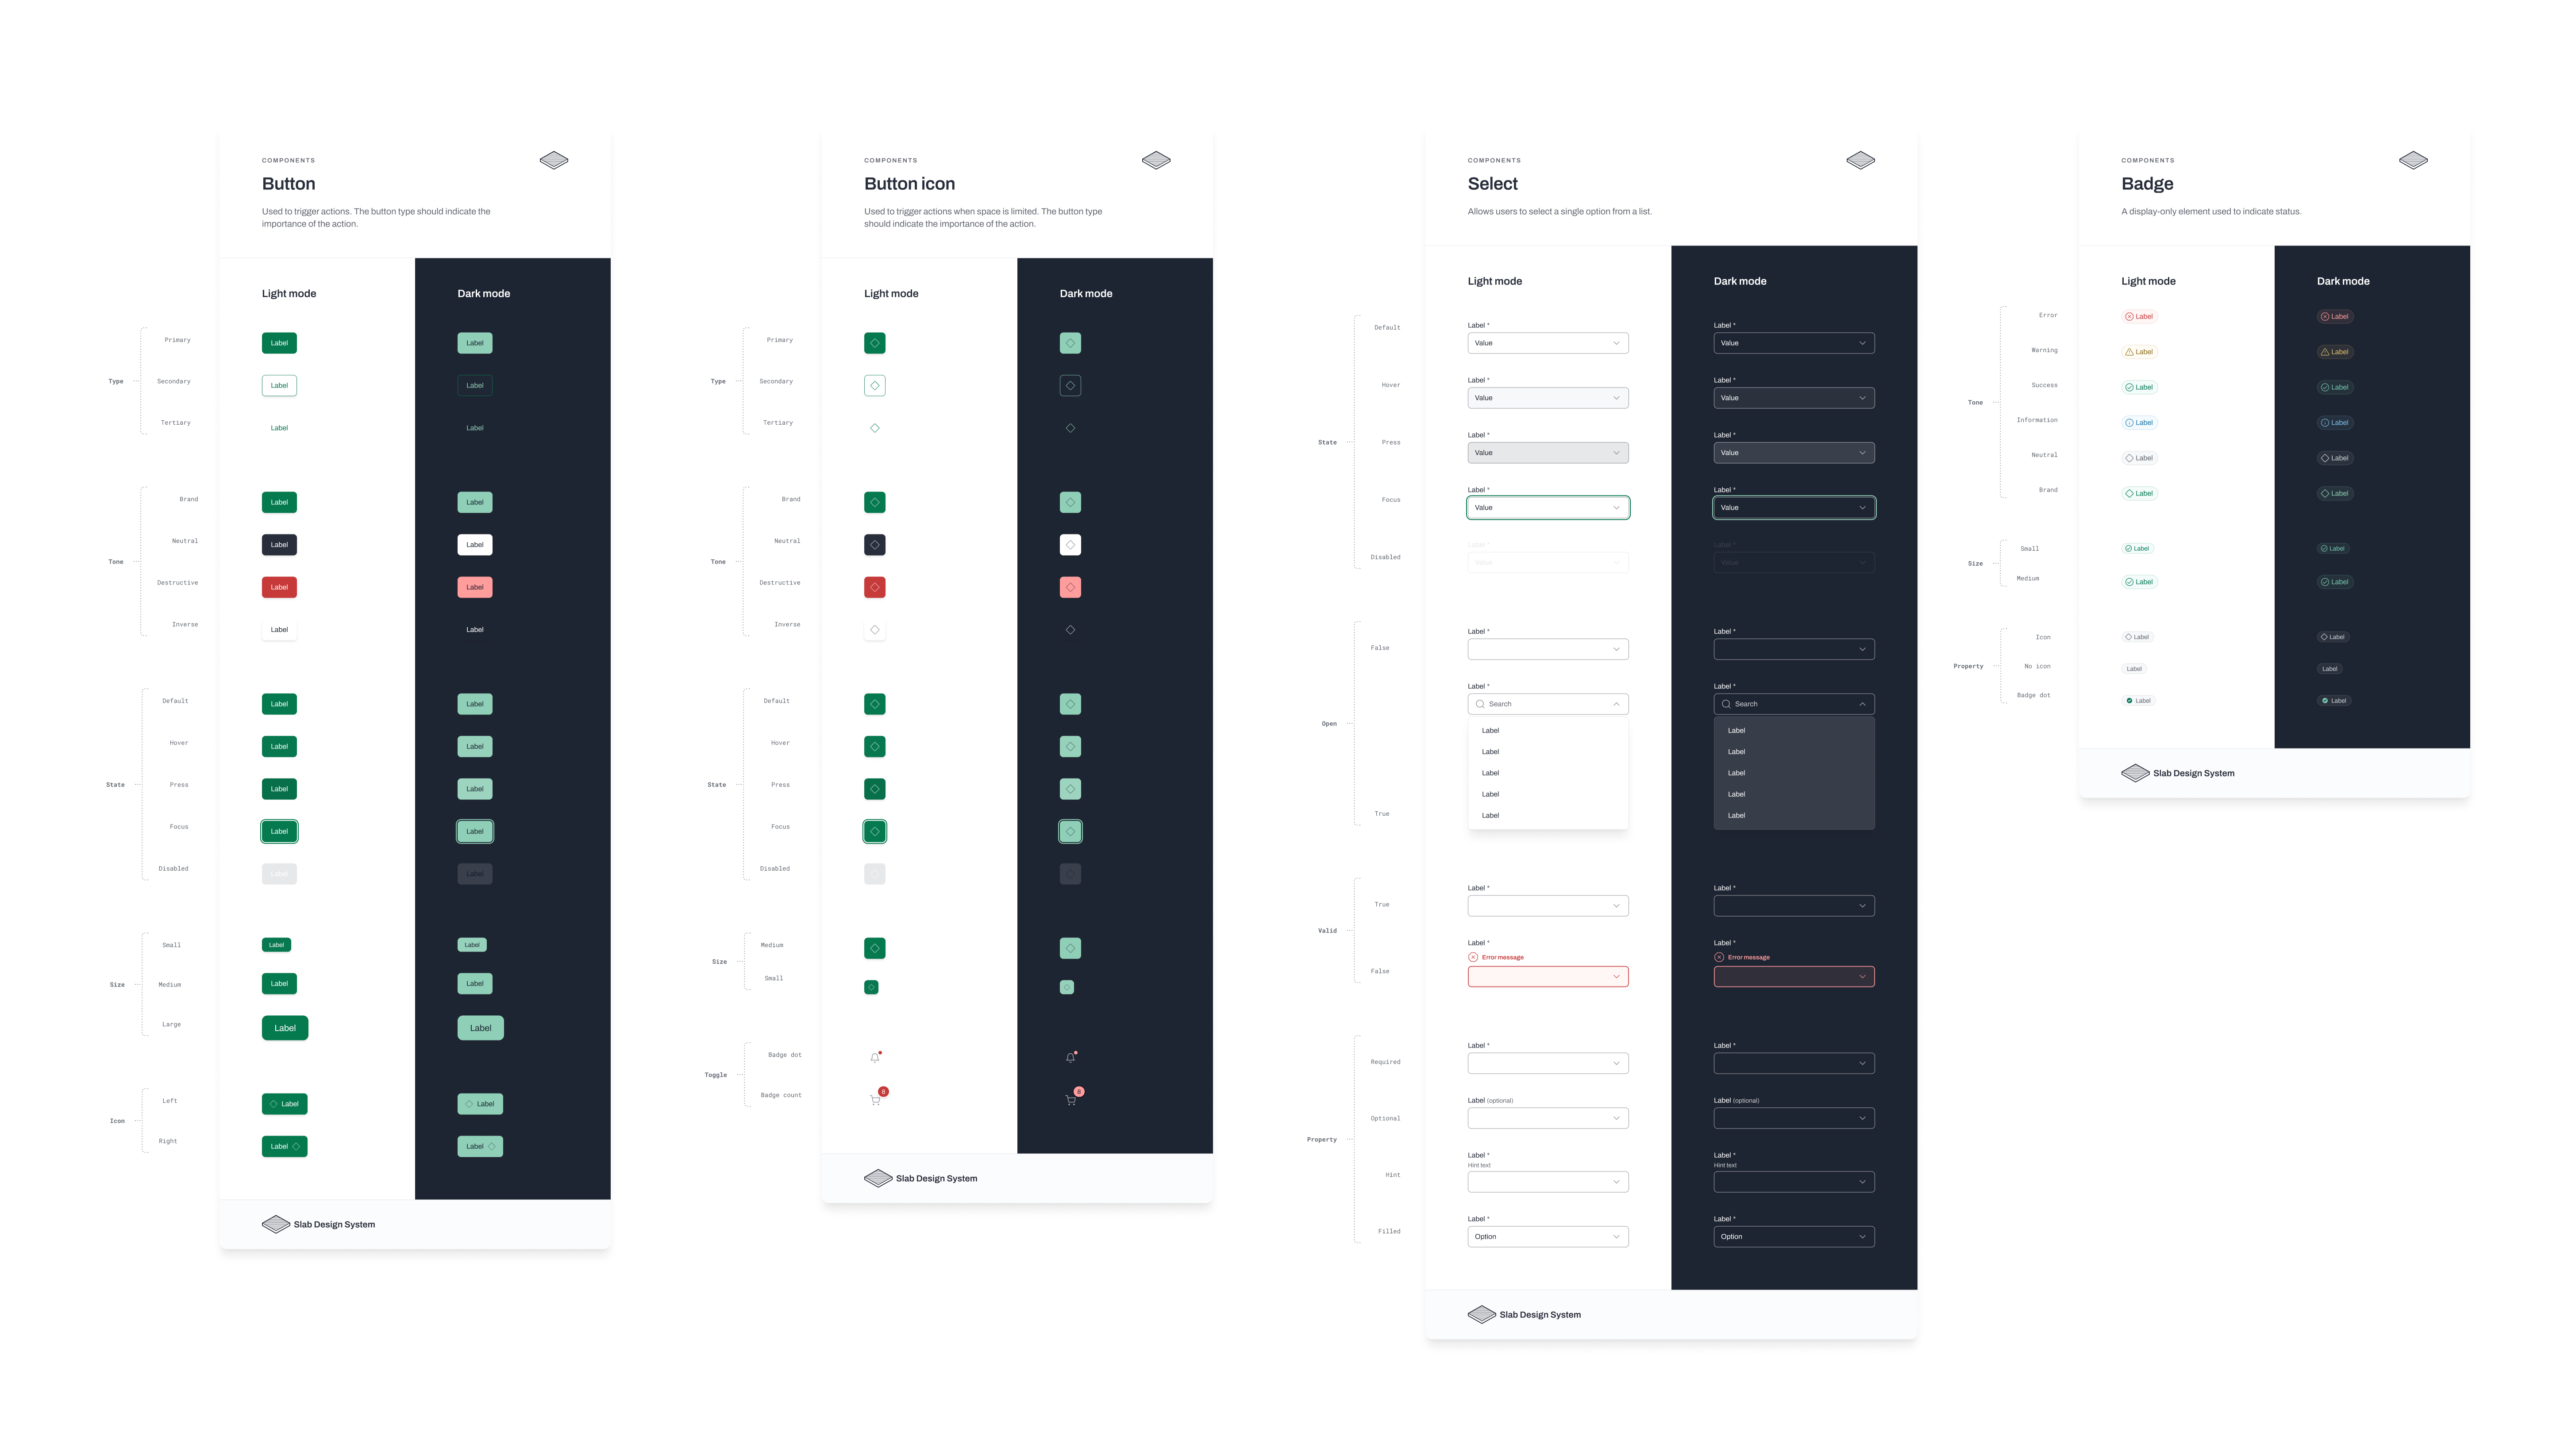 COMPONENTS
Button
Used to trigger actions. The button type should indicate the
importance of the action.
Light mode
Dark mode
Type
Primary
Label
Label
Secondary
Label
Label
Tertiary
Label
Label
Tone
Brand
Label
Label
Neutral
Label
Label
Destructive
Label
Label
Inverse
Label
Label
State
Default
Label
Label
Hover
Label
Label
Press
Label
Label
Focus
Label
Label
Disabled
Label
Label
Size
Small
Label
Label
Medium
Label
Label
Large
Label
Label
Icon
Left
Label
Label
Right
Label
Label
Slab Design System
COMPONENTS
Button icon
Used to trigger actions when space is limited. The button type
should indicate the importance of the action.
Light mode
Dark mode
Type
Primary
Secondary
Tertiary
Tone
Brand
Neutral
Destructive
Inverse
State
Default
Hover
Press
Focus
Disabled
Size
Medium
Small
Toggle
Badge dot
Badge count
8
8
Slab Design System
COMPONENTS
Select
Allows users to select a single option from a list.
Light mode
Dark mode
State
Default
Label *
Value
Label *
Value
Hover
Label *
Value
Label *
Value
Press
Label *
Value
Label *
Value
Focus
Label *
Value
Label *
Value
Disabled
Label *
Value
Label *
Value
Open
False
Label *
Label *
True
Label *
Search
Label
Label
Label
Label
Label
Label *
Search
Label
Label
Label
Label
Label
Valid
True
Label *
Label *
False
Label *
Error message
Label *
Error message
Property
Required
Label *
Label *
Optional
Label (optional)
Label (optional)
Hint
Label *
Hint text
Label *
Hint text
Filled
Label *
Option
Label *
Option
Slab Design System
COMPONENTS
Badge
A display-only element used to indicate status.
Light mode
Dark mode
Tone
Error
Label
Label
Warning
Label
Label
Success
Label
Label
Information
Label
Label
Neutral
Label
Label
Brand
Label
Label
Size
Small
Label
Label
Medium
Label
Label
Property
Icon
Label
Label
No icon
Label
Label
Badge dot
Label
Label
Slab Design System